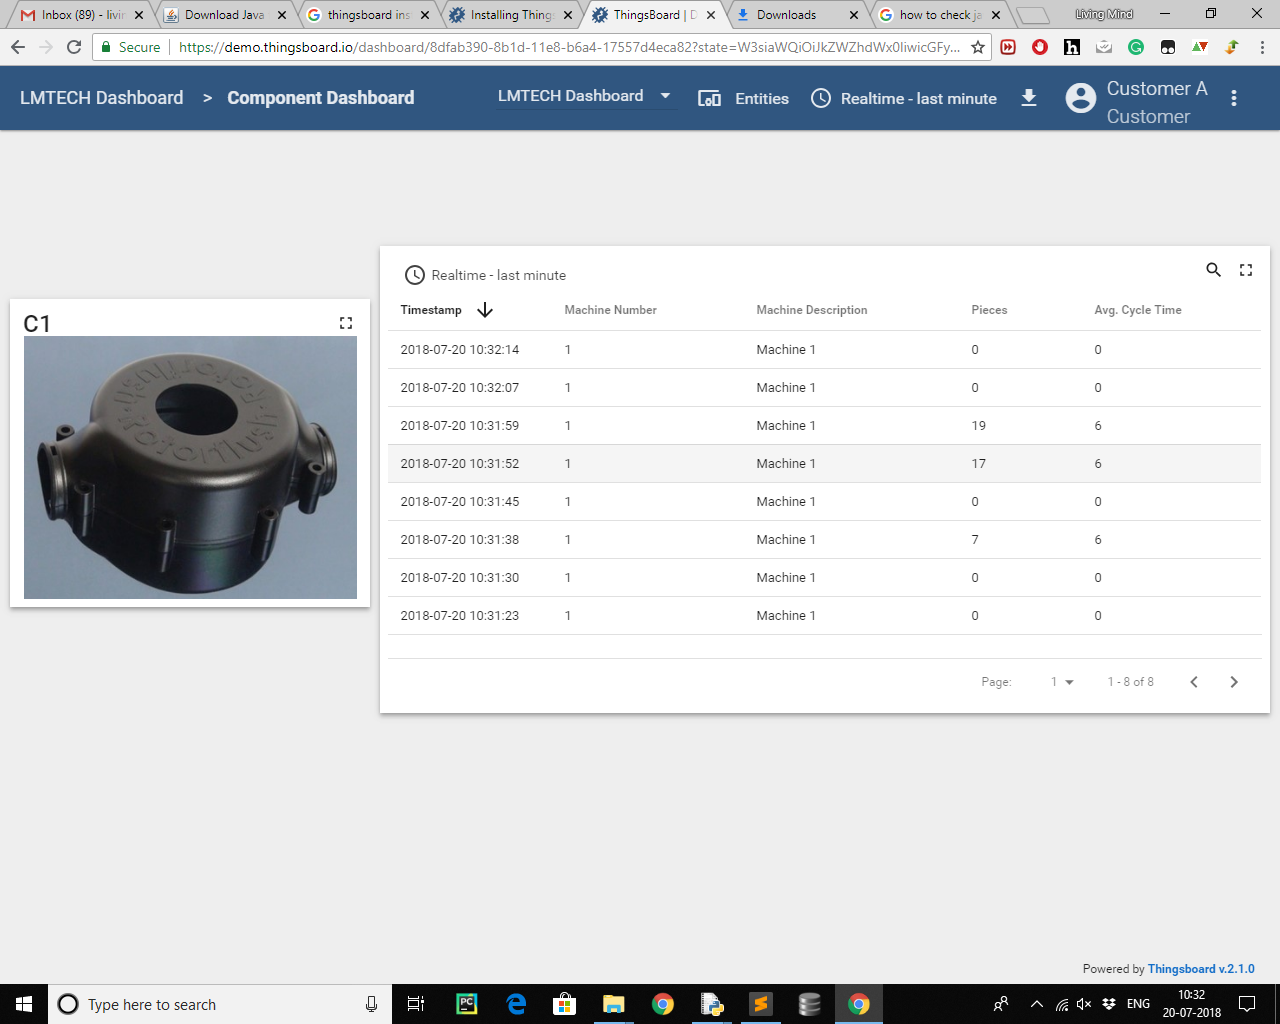 Inbox (89) - livin
Download Java
thingsboard ins
Installing Things
ThingsBoard | D
Downloads
how to check ja
Living Mind
Secure
https://demo.thingsboard.io/dashboard/8dfab390-8b1d-11e8-b6a4-17557d4eca82?state=W3siaWQiOiJkZWZhdWx0IiwicGFy...
LMTECH Dashboard > Component Dashboard
LMTECH Dashboard
Entities
Realtime - last minute
Customer A
Customer
C1
Realtime - last minute
Timestamp Machine Number Machine Description Pieces Avg. Cycle Time
2018-07-20 10:32:14 1 Machine 1 0 0
2018-07-20 10:32:07 1 Machine 1 0 0
2018-07-20 10:31:59 1 Machine 1 19 6
2018-07-20 10:31:52 1 Machine 1 17 6
2018-07-20 10:31:45 1 Machine 1 0 0
2018-07-20 10:31:38 1 Machine 1 7 6
2018-07-20 10:31:30 1 Machine 1 0 0
2018-07-20 10:31:23 1 Machine 1 0 0
Page: 1 1 - 8 of 8
Powered by Thingsboard v.2.1.0
Type here to search
ENG
10:32
20-07-2018